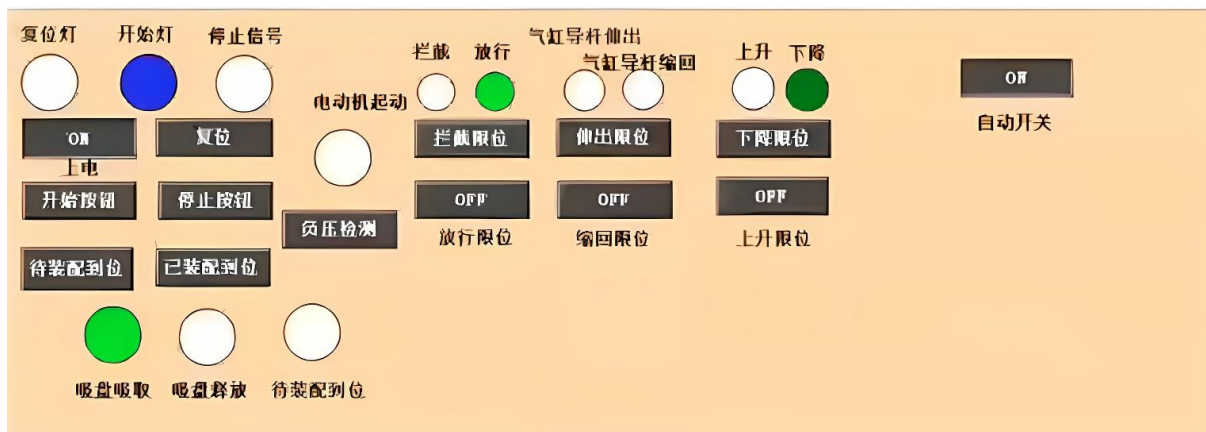 复位灯 开始灯 停止信号
气缸导杆伸出
拦截 放行 气缸导杆缩回 上升 下降
ON
电动机起动
自动开关
ON 复位 拦截限位 伸出限位 下降限位
上电
开始按钮 停止按钮 OFF OFF OFF
负压检测 放行限位 缩回限位 上升限位
待装配到位 已装配到位
吸盘吸取 吸盘释放 待装配到位